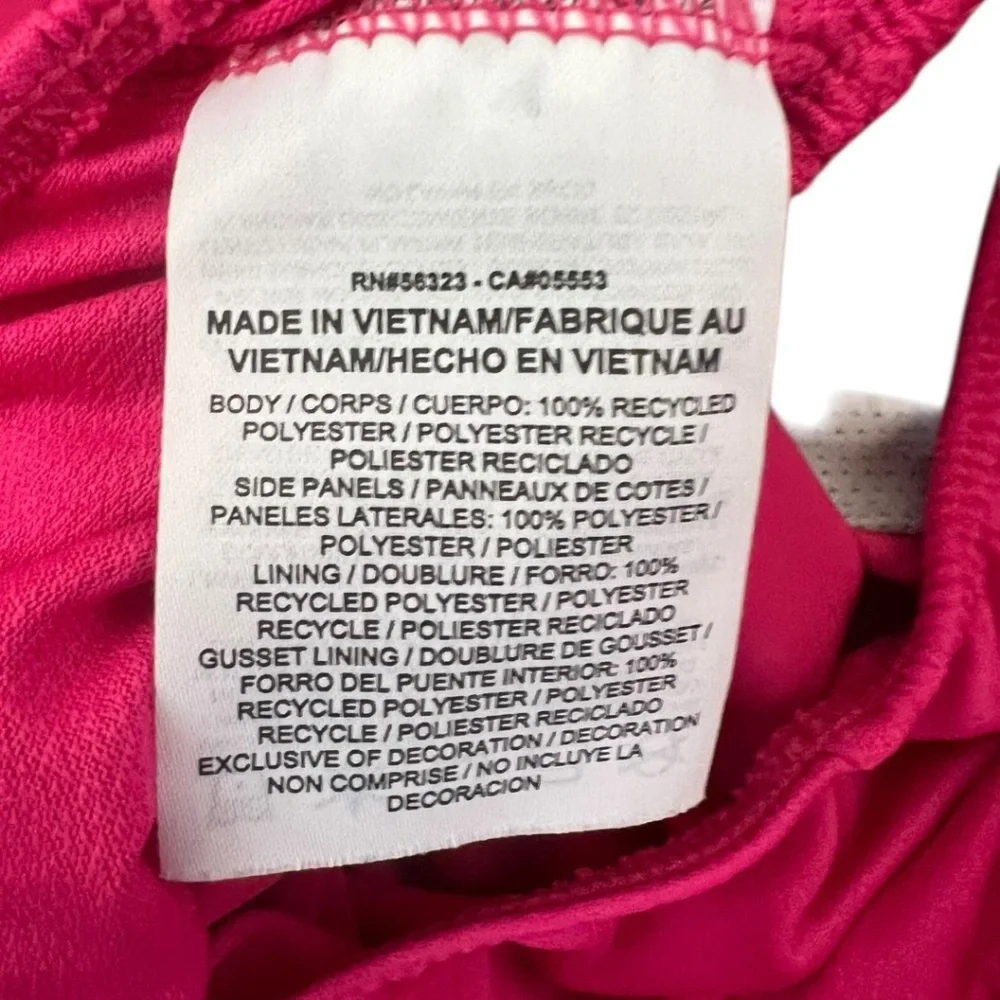 RN#56323 - CA#05553
MADE IN VIETNAM/FABRIQUE AU
VIETNAM/HECHO EN VIETNAM
BODY / CORPS / CUERPO: 100% RECYCLED
POLYESTER / POLYESTER RECYCLE /
POLIESTER RECICLADO
SIDE PANELS / PANNEAUX DE COTES /
PANELES LATERALES: 100% POLYESTER /
POLYESTER / POLIESTER
LINING / DOUBLURE / FORRO: 100%
RECYCLED POLYESTER / POLYESTER
RECYCLE / POLIESTER RECICLADO
GUSSET LINING / DOUBLURE DE GOUSSET /
FORRO DEL PUENTE INTERIOR: 100%
RECYCLED POLYESTER / POLYESTER
RECYCLE / POLIESTER RECICLADO
EXCLUSIVE OF DECORATION / DECORATION
NON COMPRISE / NO INCLUYE LA
DECORACION